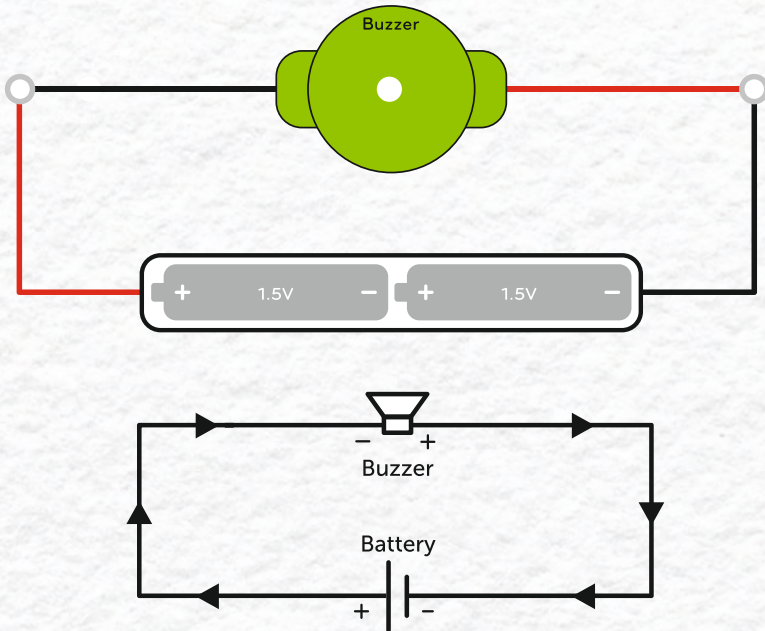 Buzzer
+ 1.5V − + 1.5V −
− +
Buzzer
Battery
+ −